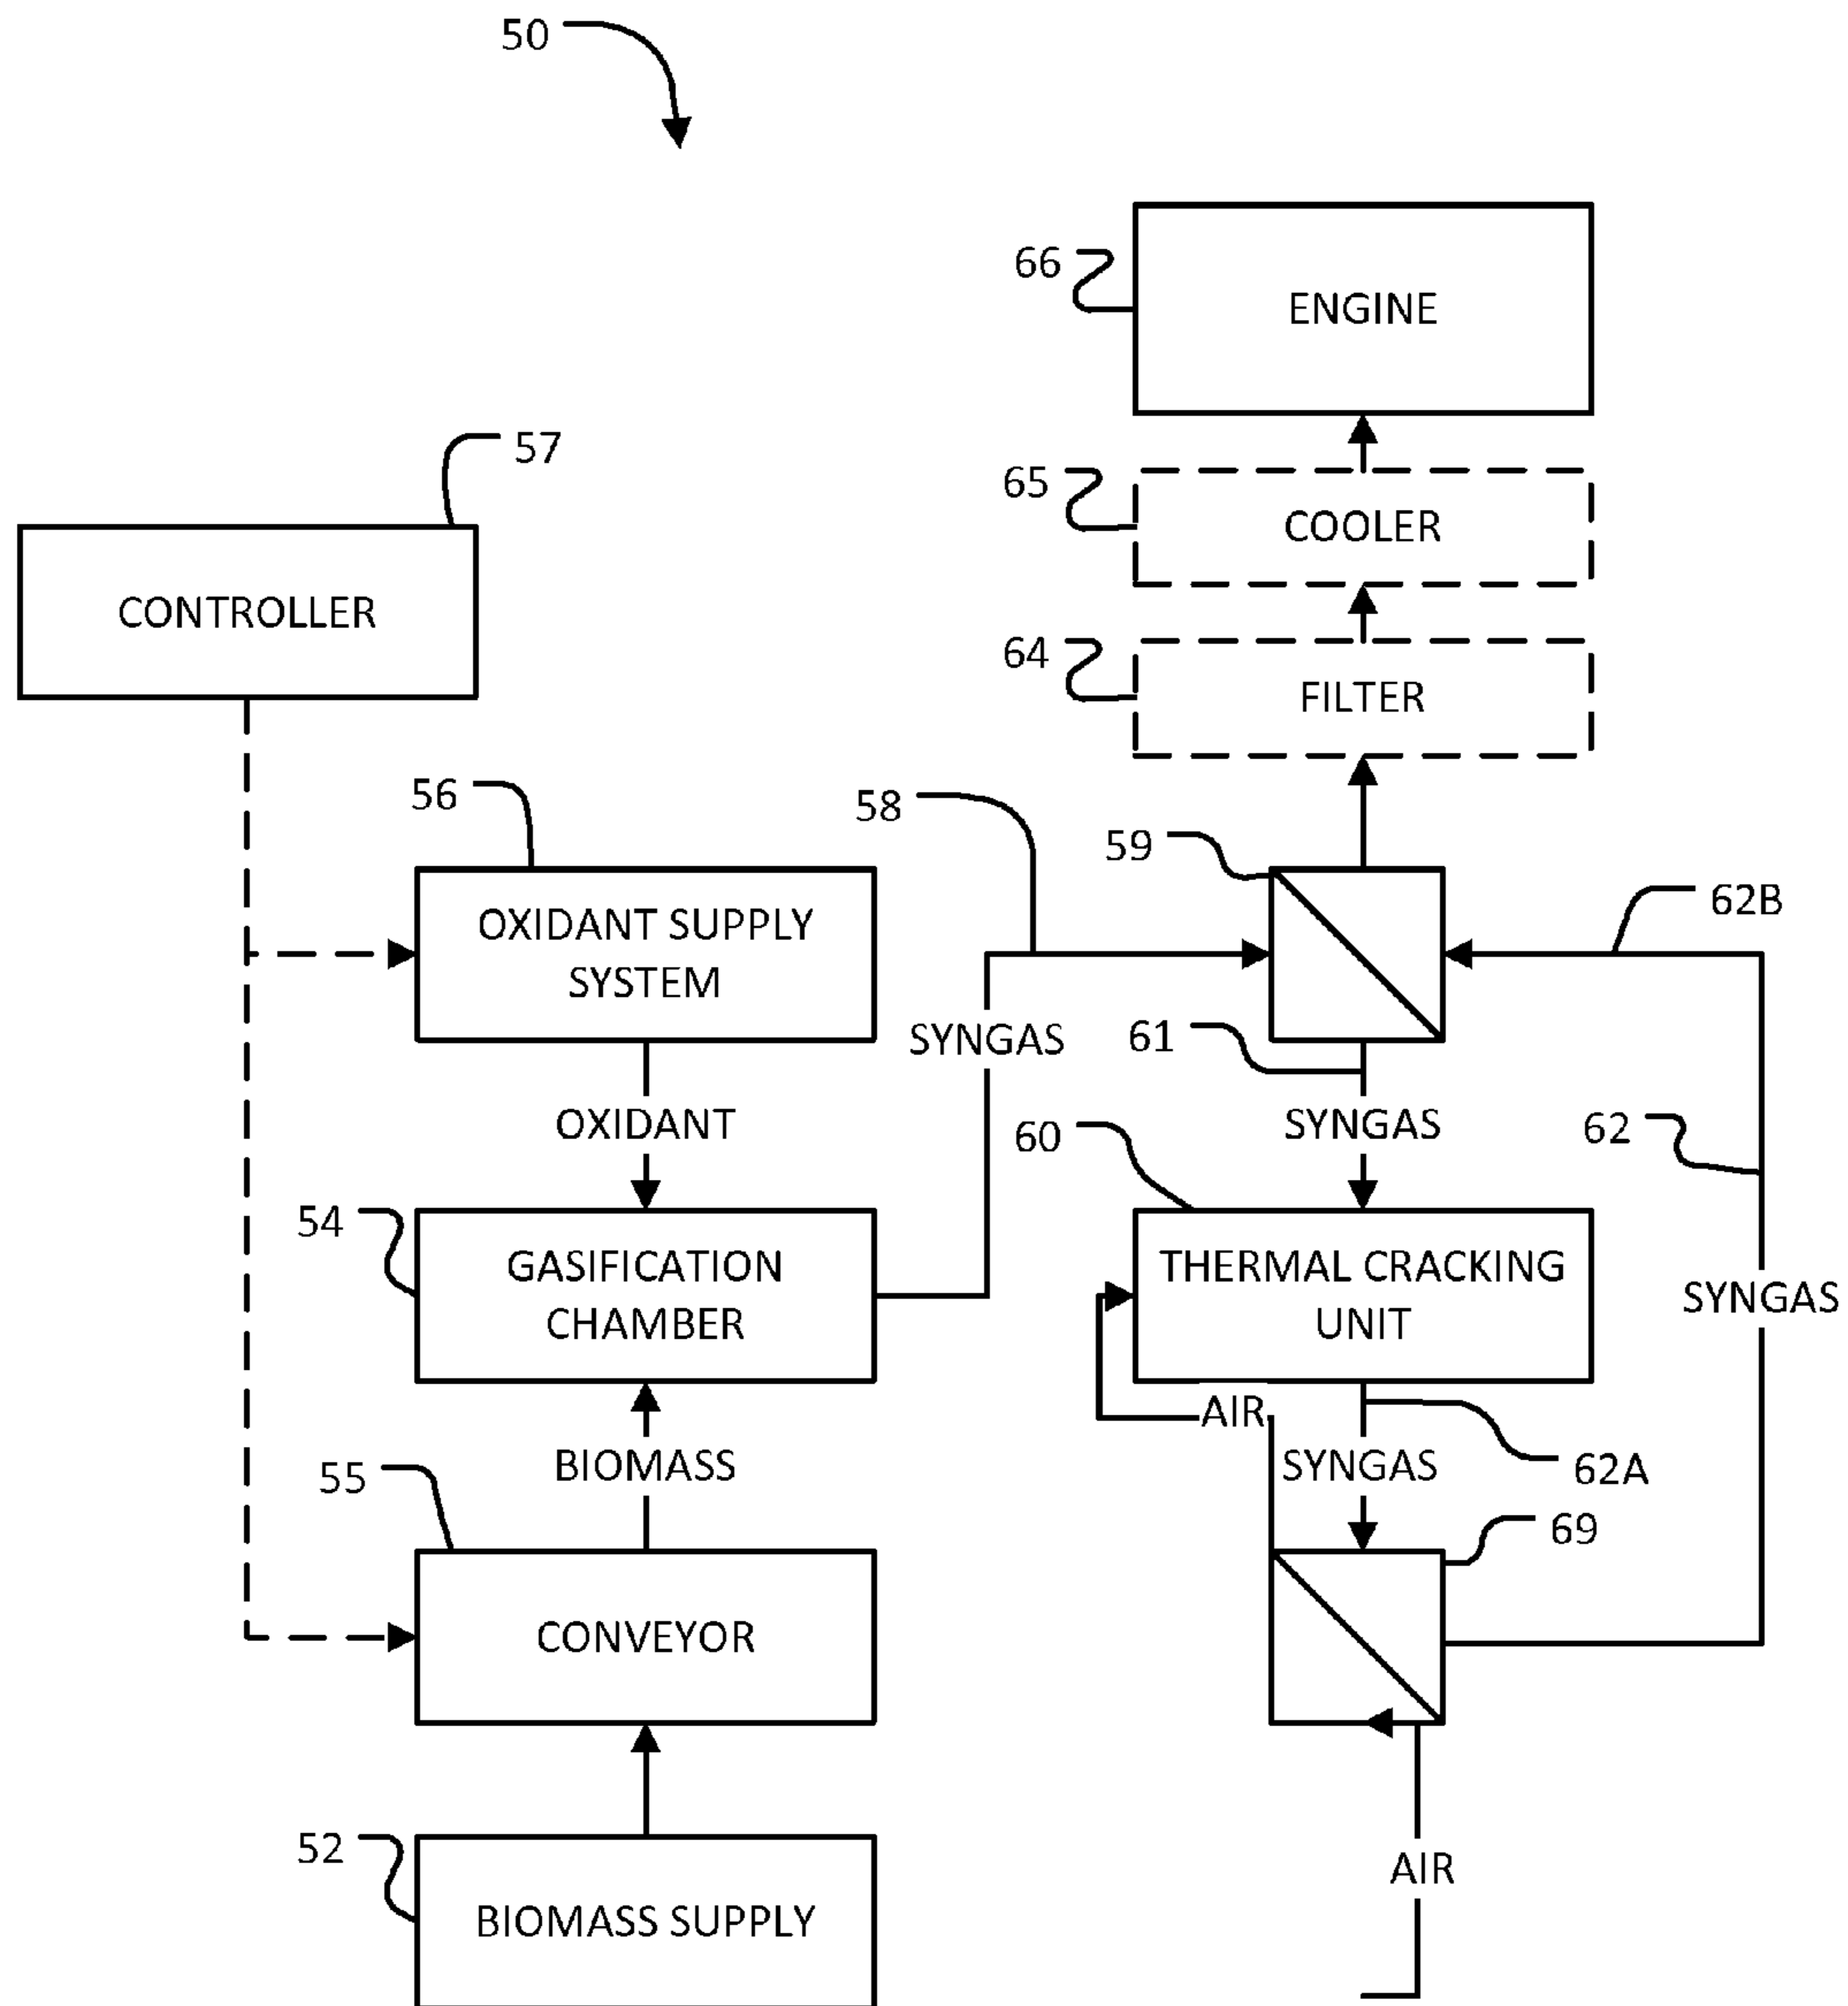 50
66
ENGINE
57
65
COOLER
CONTROLLER
64
FILTER
56
58
59
62B
OXIDANT SUPPLY
SYSTEM
SYNGAS
61
OXIDANT
SYNGAS
62
60
54
GASIFICATION
CHAMBER
THERMAL CRACKING
UNIT
SYNGAS
AIR
BIOMASS
SYNGAS
62A
55
69
CONVEYOR
52
AIR
BIOMASS SUPPLY